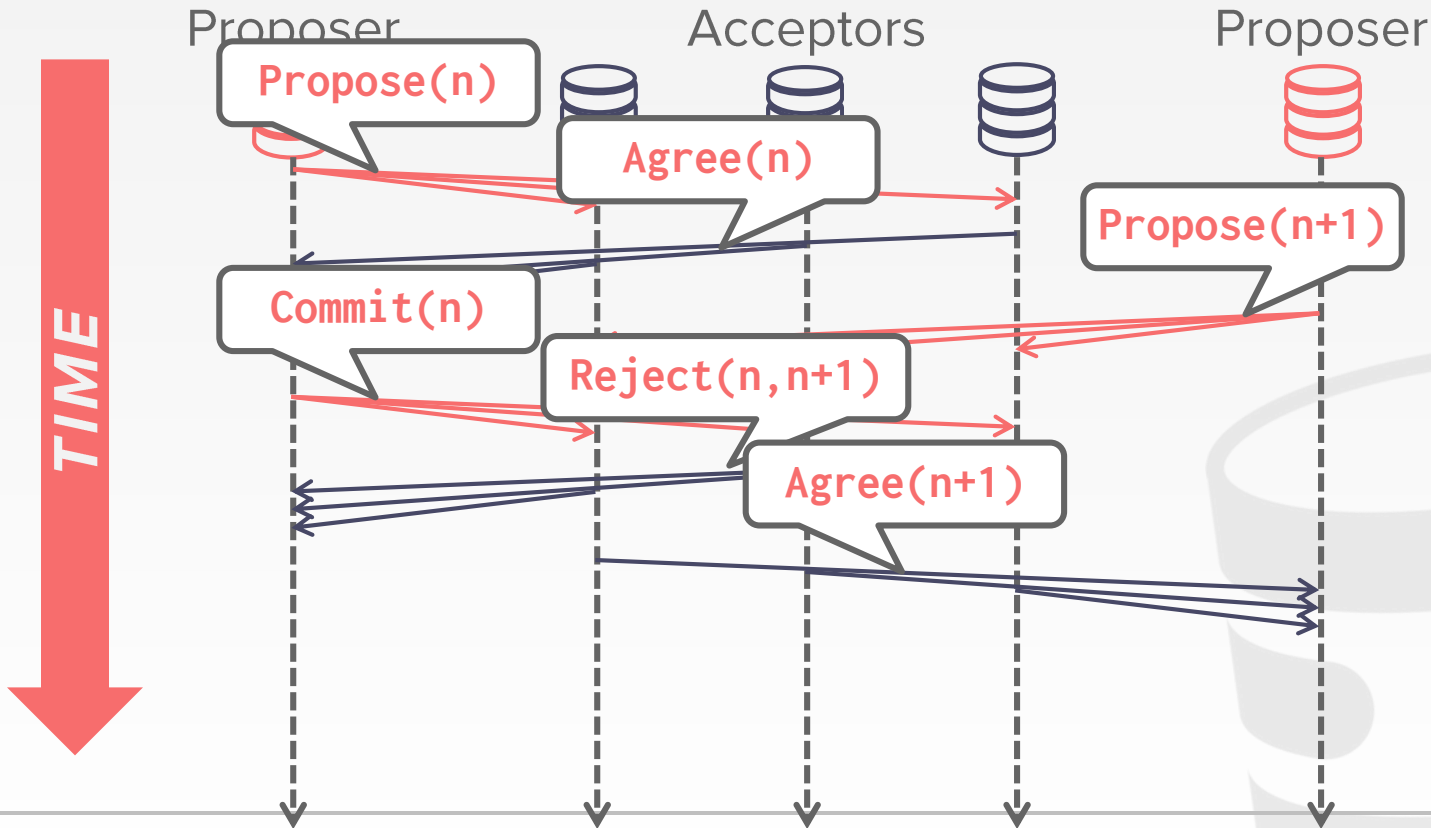 Proposer
Acceptors
Proposer
Propose(n)
Agree(n)
Propose(n+1)
Commit(n)
TIME
Reject(n,n+1)
Agree(n+1)